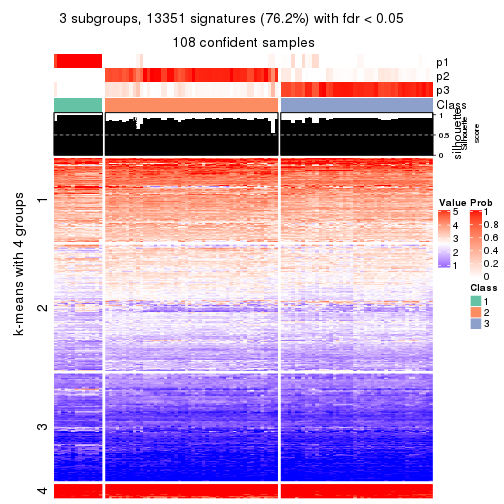 3 subgroups, 13351 signatures (76.2%) with fdr < 0.05
108 confident samples
p1
p2
p3
Class
1
0.5
0
silhouette
Silhouette
score
k-means with 4 groups
1
2
3
4
Value
5
4
3
2
1
Prob
1
0.8
0.6
0.4
0.2
0
Class
1
2
3